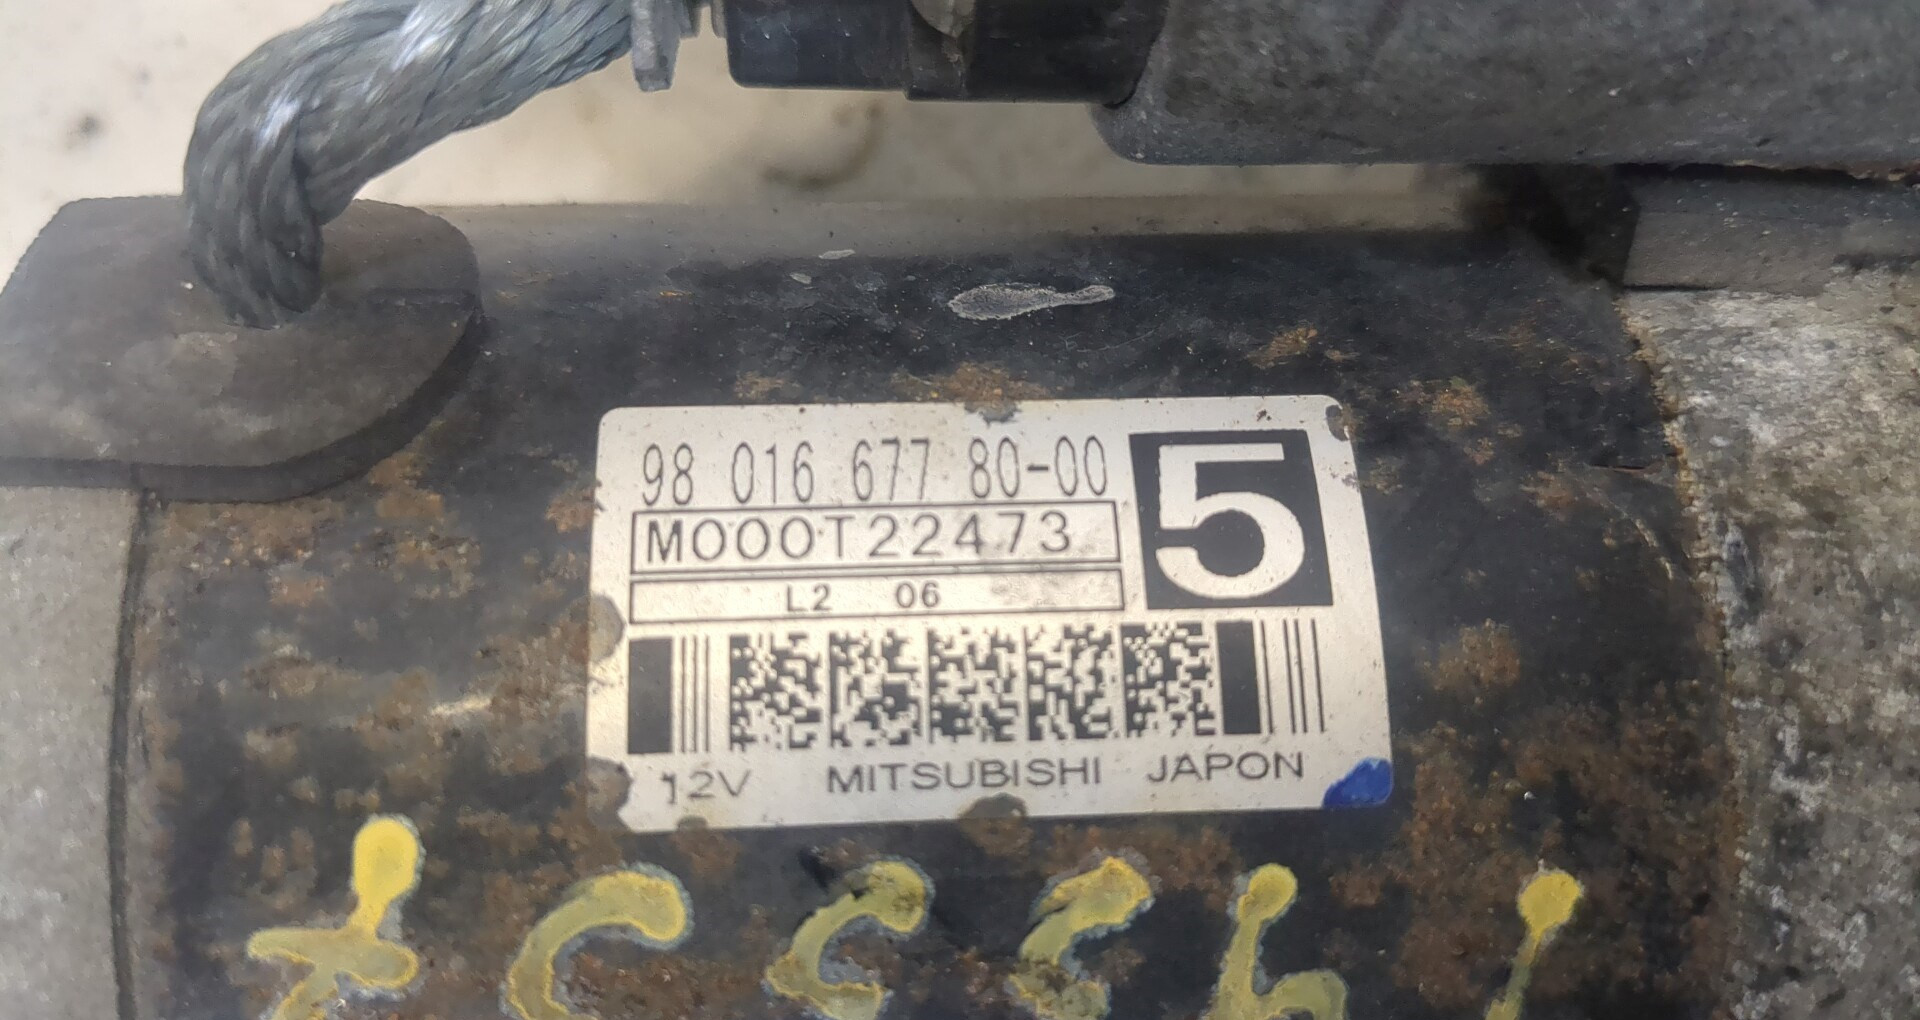 98 016 677 80-00
5
M000T22473
L2 06
12V MITSUBISHI JAPON